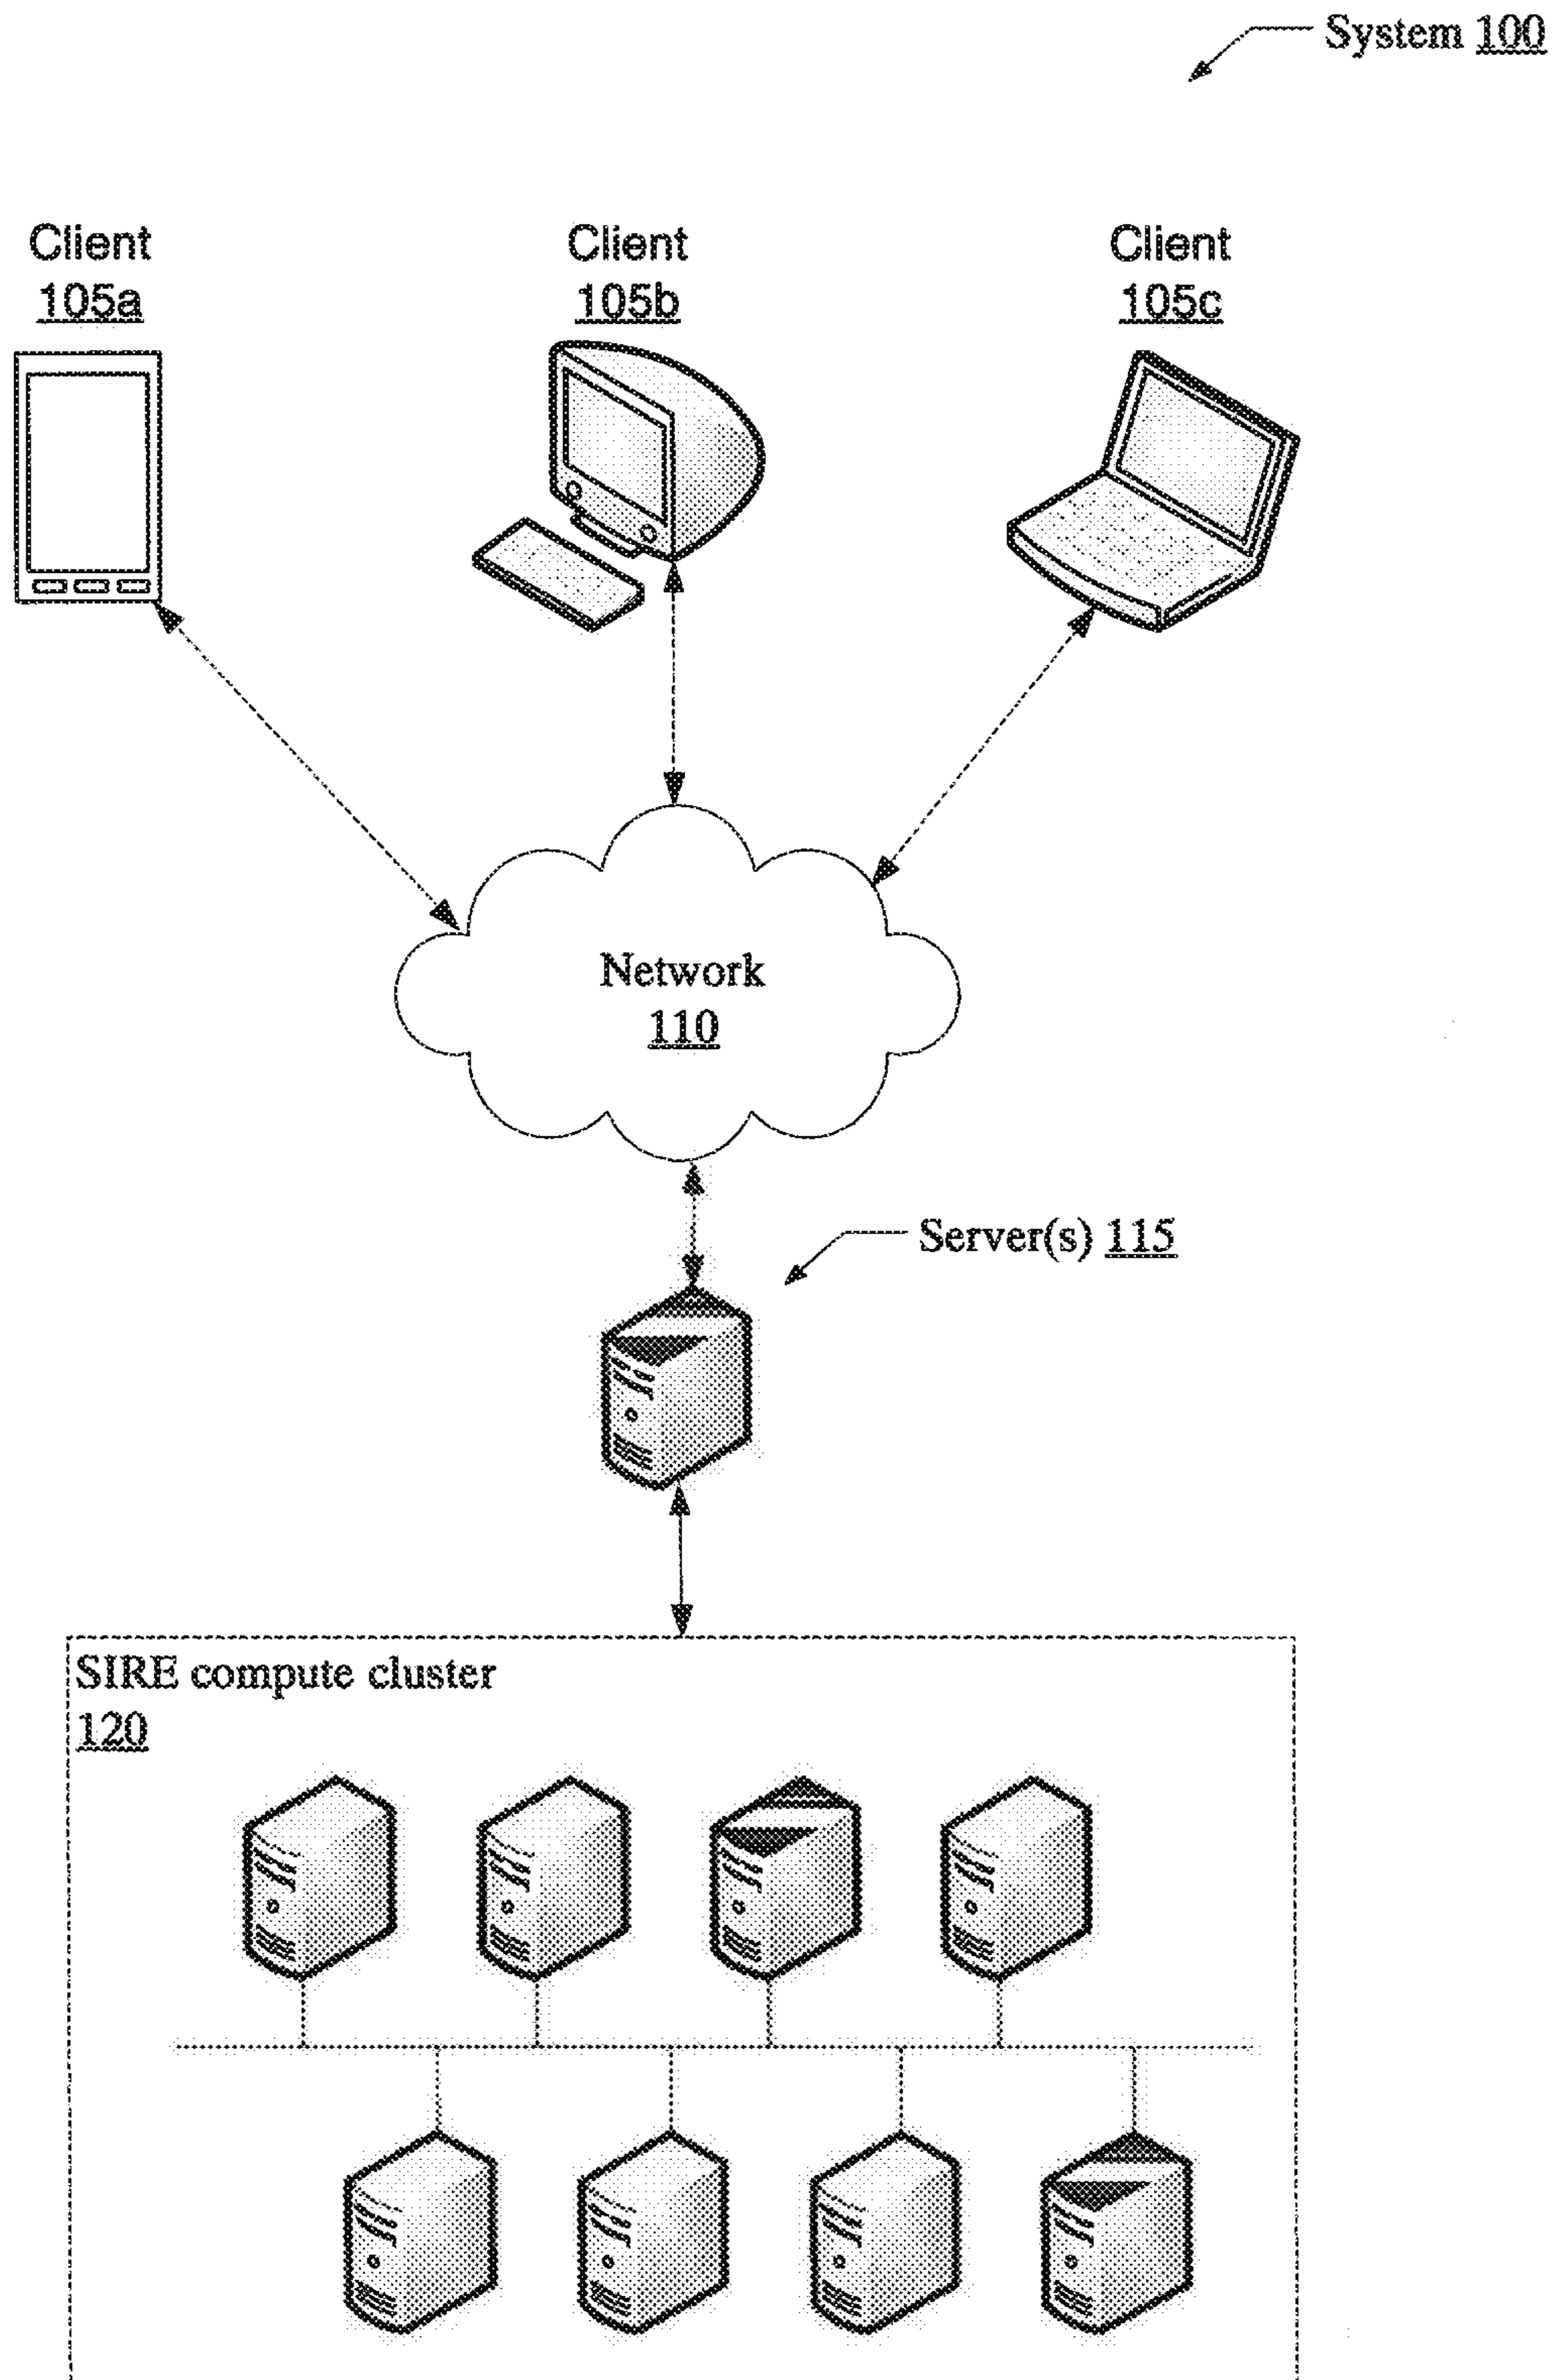 System 100
Client
105a
Client
105b
Client
105c
Network
110
Server(s) 115
SIRE compute cluster
120